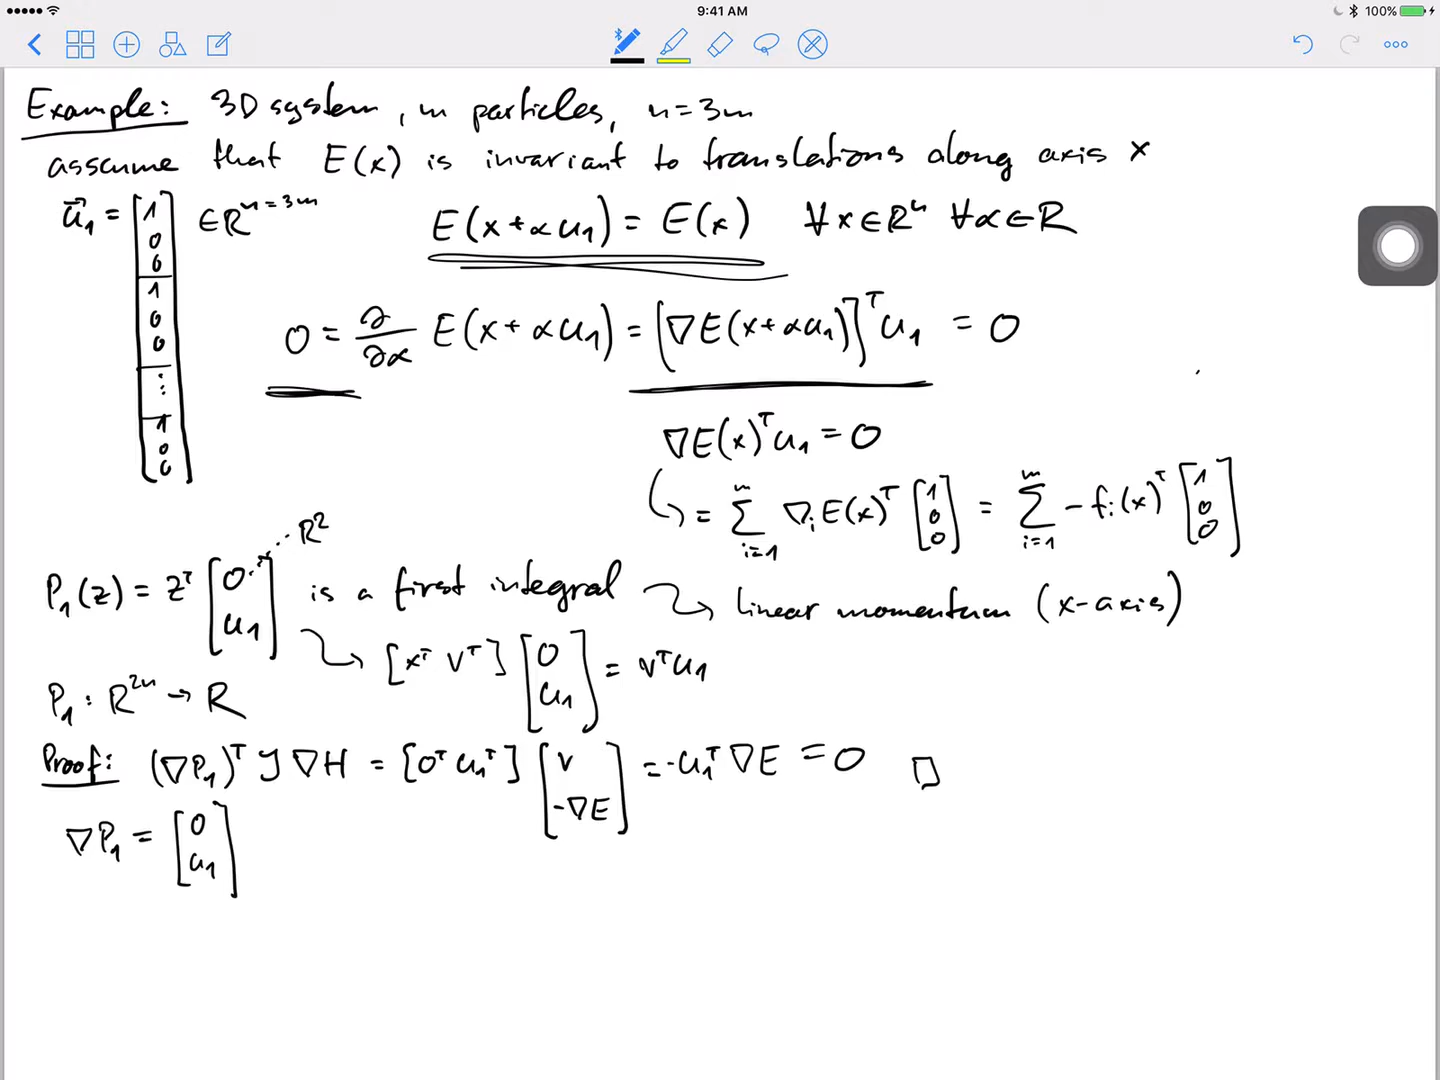 9:41 AM
100%
Example: 3D system, m particles, n=3m
assume that E(x) is invariant to translations along axis x
u⃗₁ = [1 0 0 1 0 0 ⋮ 1 0 0] ∈ ℝⁿ⁼³ᵐ
E(x+αu₁) = E(x) ∀x∈ℝⁿ ∀α∈ℝ
0 = ∂/∂α E(x+αu₁) = [∇E(x+αu₁)]ᵀ u₁ = 0
∇E(x)ᵀu₁ = 0
= ∑ᵢ₌₁ᵐ ∇ᵢE(x)ᵀ [1 0 0] = ∑ᵢ₌₁ᵐ -fᵢ(x)ᵀ [1 0 0]
P₁(z) = zᵀ [0 u₁] ℝ² is a first integral ⤳ linear momentum (x-axis)
[xᵀ vᵀ] [0 u₁] = vᵀu₁
P₁ : ℝ²ⁿ → ℝ
Proof: (∇P₁)ᵀ J ∇H = [0ᵀ u₁ᵀ] [v -∇E] = -u₁ᵀ ∇E = 0 □
∇P₁ = [0 u₁]